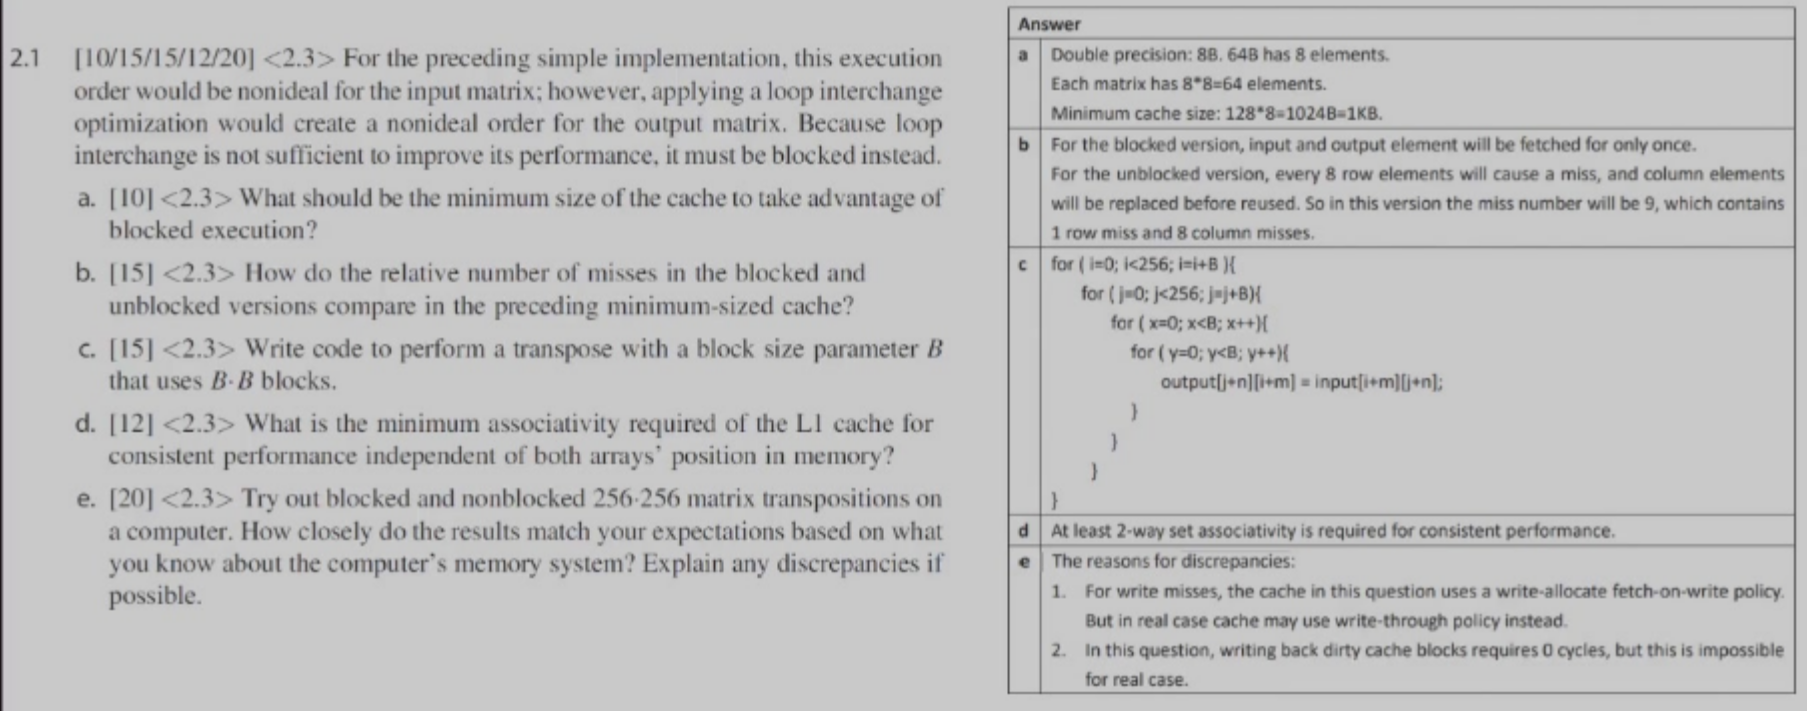 2.1 [10/15/15/12/20] <2.3> For the preceding simple implementation, this execution
order would be nonideal for the input matrix; however, applying a loop interchange
optimization would create a nonideal order for the output matrix. Because loop
interchange is not sufficient to improve its performance, it must be blocked instead.
a. [10] <2.3> What should be the minimum size of the cache to take advantage of
blocked execution?
b. [15] <2.3> How do the relative number of misses in the blocked and
unblocked versions compare in the preceding minimum-sized cache?
c. [15] <2.3> Write code to perform a transpose with a block size parameter B
that uses B·B blocks.
d. [12] <2.3> What is the minimum associativity required of the L1 cache for
consistent performance independent of both arrays' position in memory?
e. [20] <2.3> Try out blocked and nonblocked 256·256 matrix transpositions on
a computer. How closely do the results match your expectations based on what
you know about the computer's memory system? Explain any discrepancies if
possible.
Answer
a Double precision: 8B. 64B has 8 elements.
Each matrix has 8*8=64 elements.
Minimum cache size: 128*8=1024B=1KB.
b For the blocked version, input and output element will be fetched for only once.
For the unblocked version, every 8 row elements will cause a miss, and column elements
will be replaced before reused. So in this version the miss number will be 9, which contains
1 row miss and 8 column misses.
c for ( i=0; i<256; i=i+B ){
for ( j=0; j<256; j=j+B){
for ( x=0; x<B; x++){
for ( y=0; y<B; y++){
output[j+n][i+m] = input[i+m][j+n];
}
}
}
}
d At least 2-way set associativity is required for consistent performance.
e The reasons for discrepancies:
1. For write misses, the cache in this question uses a write-allocate fetch-on-write policy.
But in real case cache may use write-through policy instead.
2. In this question, writing back dirty cache blocks requires 0 cycles, but this is impossible
for real case.